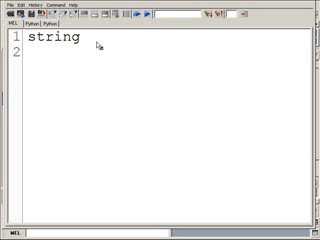 File Edit History Command Help
MEL Python Python
1 string
2
MEL